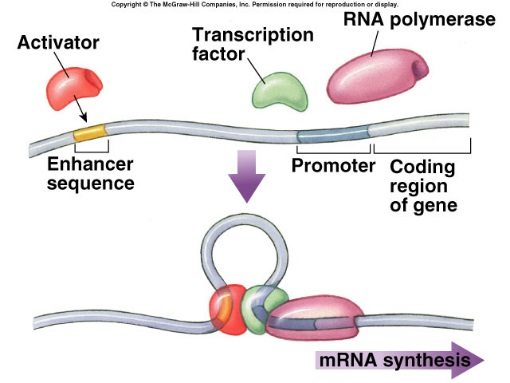 Copyright © The McGraw-Hill Companies, Inc. Permission required for reproduction or display.
Activator
Transcription
factor
RNA polymerase
Enhancer
sequence
Promoter
Coding
region
of gene
mRNA synthesis